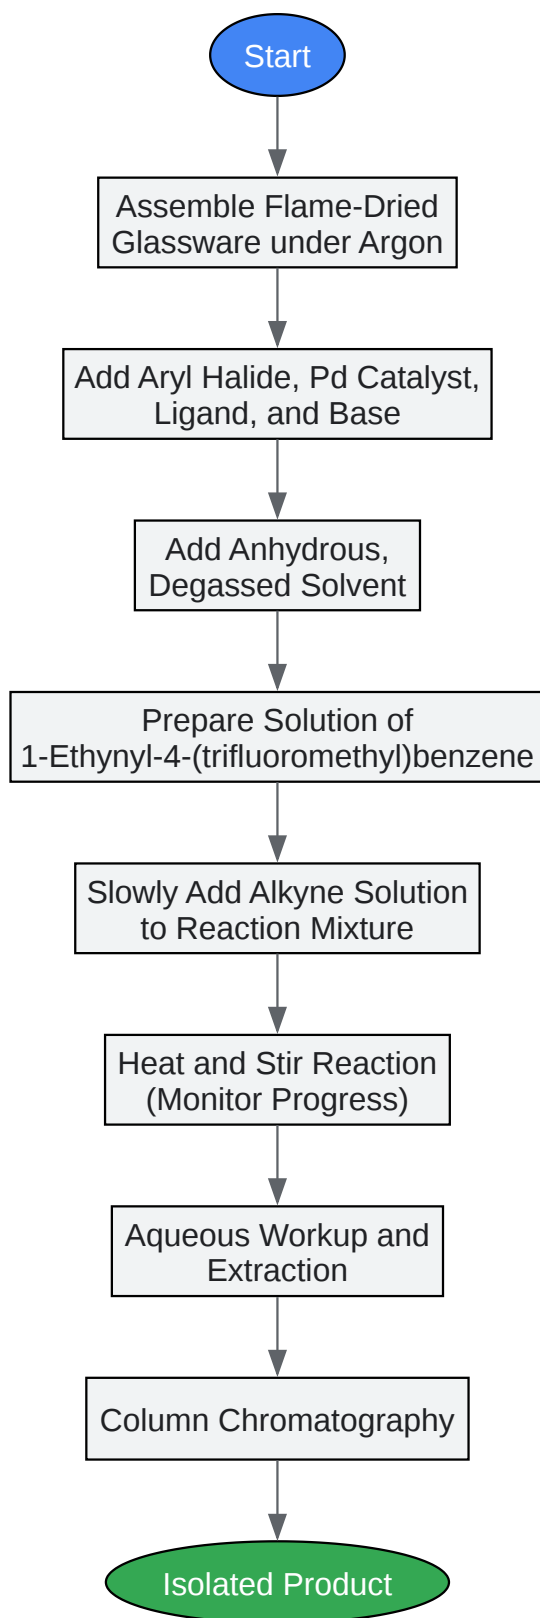 Start
Assemble Flame-Dried
Glassware under Argon
Add Aryl Halide, Pd Catalyst,
Ligand, and Base
Add Anhydrous,
Degassed Solvent
Prepare Solution of
1-Ethynyl-4-(trifluoromethyl)benzene
Slowly Add Alkyne Solution
to Reaction Mixture
Heat and Stir Reaction
(Monitor Progress)
Aqueous Workup and
Extraction
Column Chromatography
Isolated Product